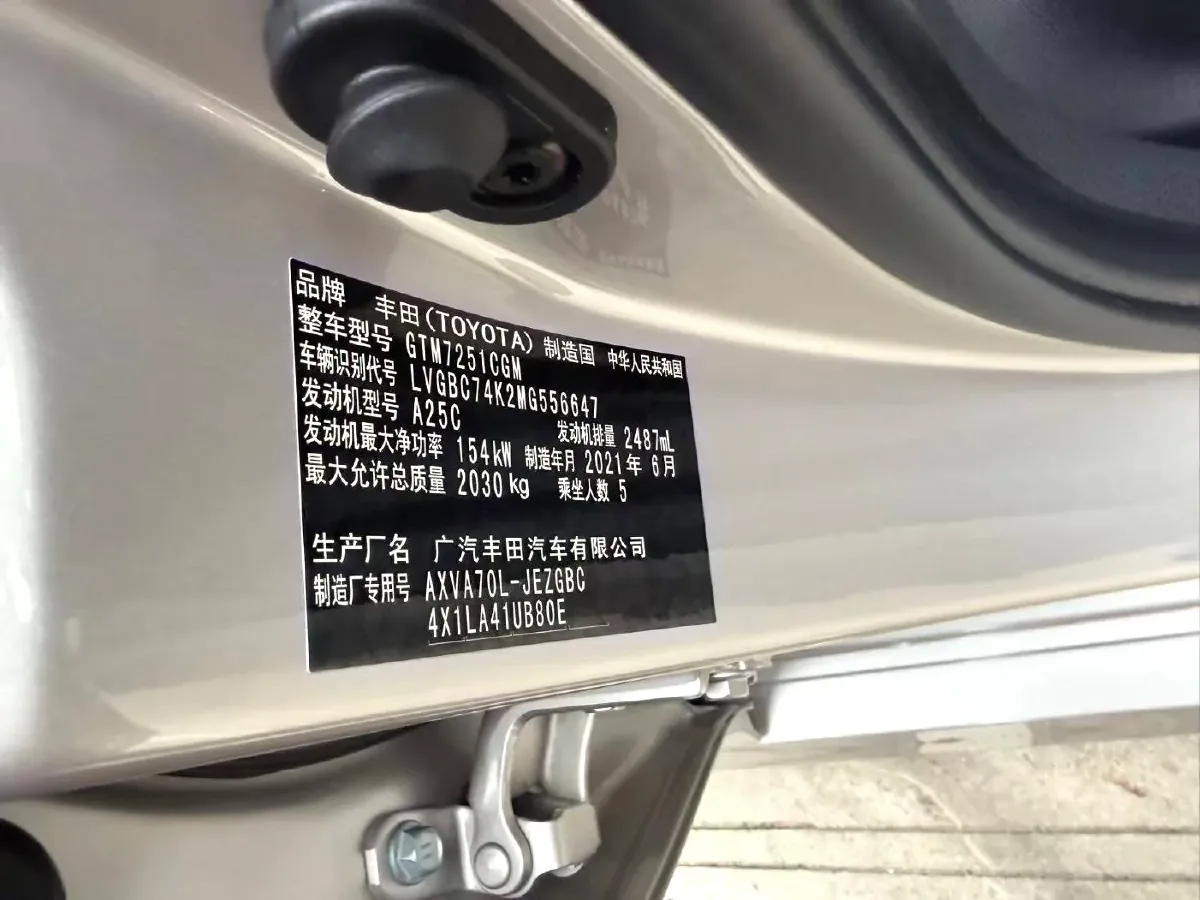 品牌 丰田(TOYOTA) 制造国 中华人民共和国
整车型号 GTM7251CGM
车辆识别代号 LVGBC74K2MG556647
发动机型号 A25C 发动机排量 2487mL
发动机最大净功率 154kW 制造年月 2021年 6月
最大允许总质量 2030kg 乘坐人数 5
生产厂名 广汽丰田汽车有限公司
制造厂专用号 AXVA70L-JEZGBC
4X1LA41UB80E